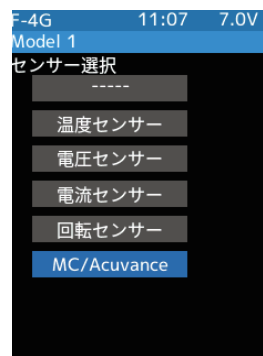 F-4G 11:07 7.0V
Model 1
センサー選択
-----
温度センサー
電圧センサー
電流センサー
回転センサー
MC/Acuvance